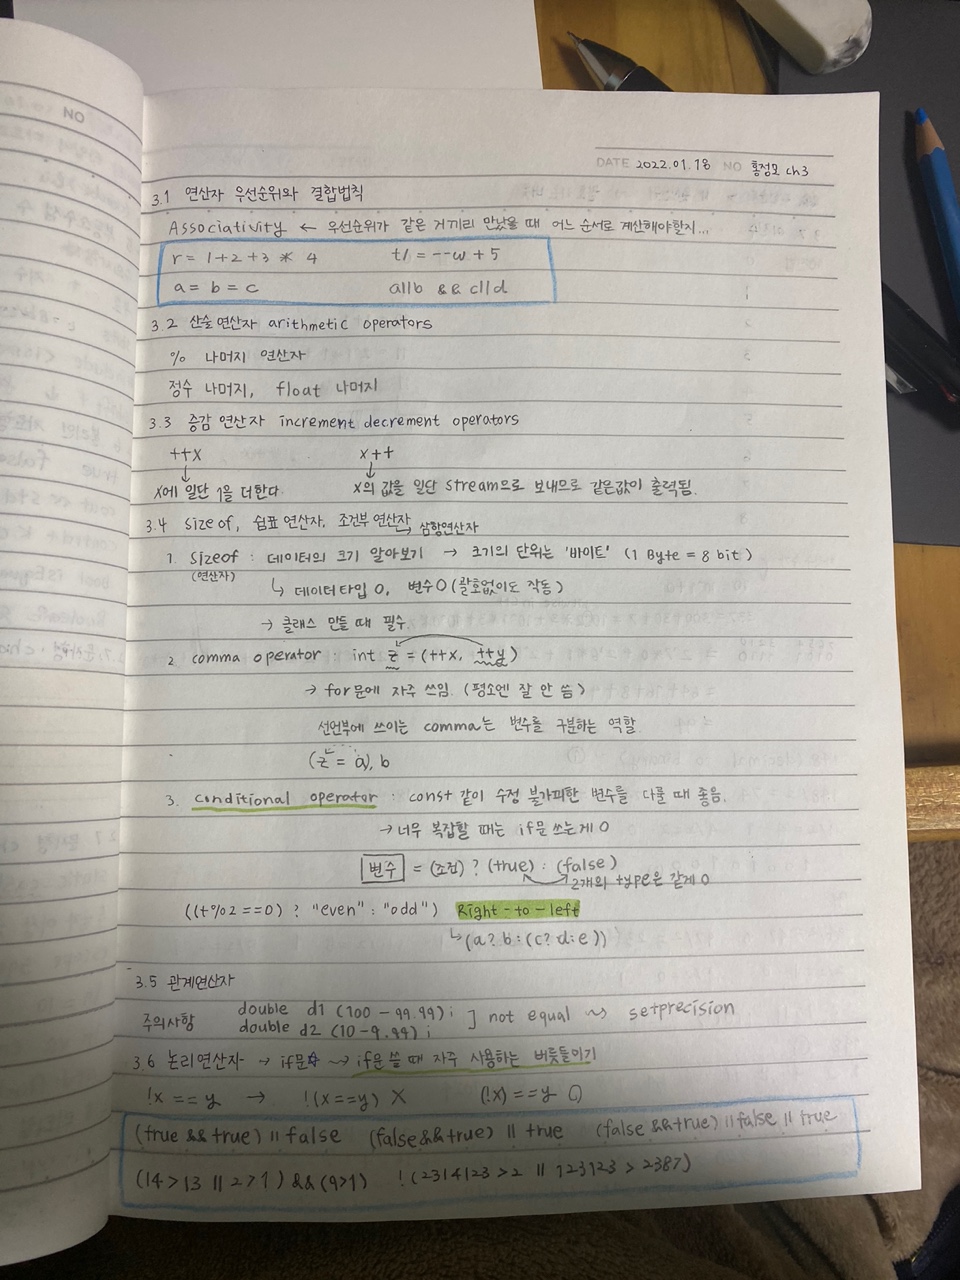 DATE 2022.01.18 NO 홍정모 ch3
3.1 연산자 우선순위와 결합법칙
Associativity ← 우선순위가 같은 거끼리 만났을 때 어느 순서로 계산해야할지...
r = 1+2+3 * 4 t1 = --w + 5
a = b = c a||b && c||d
3.2 산술 연산자 arithmetic operators
% 나머지 연산자
정수 나머지, float 나머지
3.3 증감 연산자 increment decrement operators
++x x++
↓ ↓
x에 일단 1을 더한다. x의 값을 일단 stream으로 보내므로 같은값이 출력됨.
3.4 sizeof, 쉼표 연산자, 조건부 연산자 → 삼항연산자
1. sizeof : 데이터의 크기 알아보기 → 크기의 단위는 '바이트' (1 Byte = 8 bit)
(연산자)
↳ 데이터 타입 O, 변수 O (괄호없이도 작동)
→ 클래스 만들 때 필수.
2. comma operator : int z = (++x, ++y)
→ for문에 자주 쓰임. (평소엔 잘 안 씀)
선언부에 쓰이는 comma는 변수를 구분하는 역할.
(z = a), b
3. conditional operator : const 같이 수정 불가피한 변수를 다룰 때 좋음.
→ 너무 복잡할 때는 if문 쓰는게 O
변수 = (조건) ? (true) : (false)
2개의 type은 같게 O
((t%2 ==0) ? "even" : "odd") Right-to-left
↳ (a? b : (c? d:e))
3.5 관계연산자
주의사항 double d1 (100 - 99.99);
double d2 (10-9.99); ] not equal ~> setprecision
3.6 논리연산자 → if문 ~> if문 쓸 때 자주 사용하는 버릇들이기
!x == y → !(x==y) X (!x)==y O
(true && true) || false (false&&true) || true (false && true) || false || true
(14 >13 || 2 > 1) && (9>1) !(2314123 >2 || 123123 > 2387)